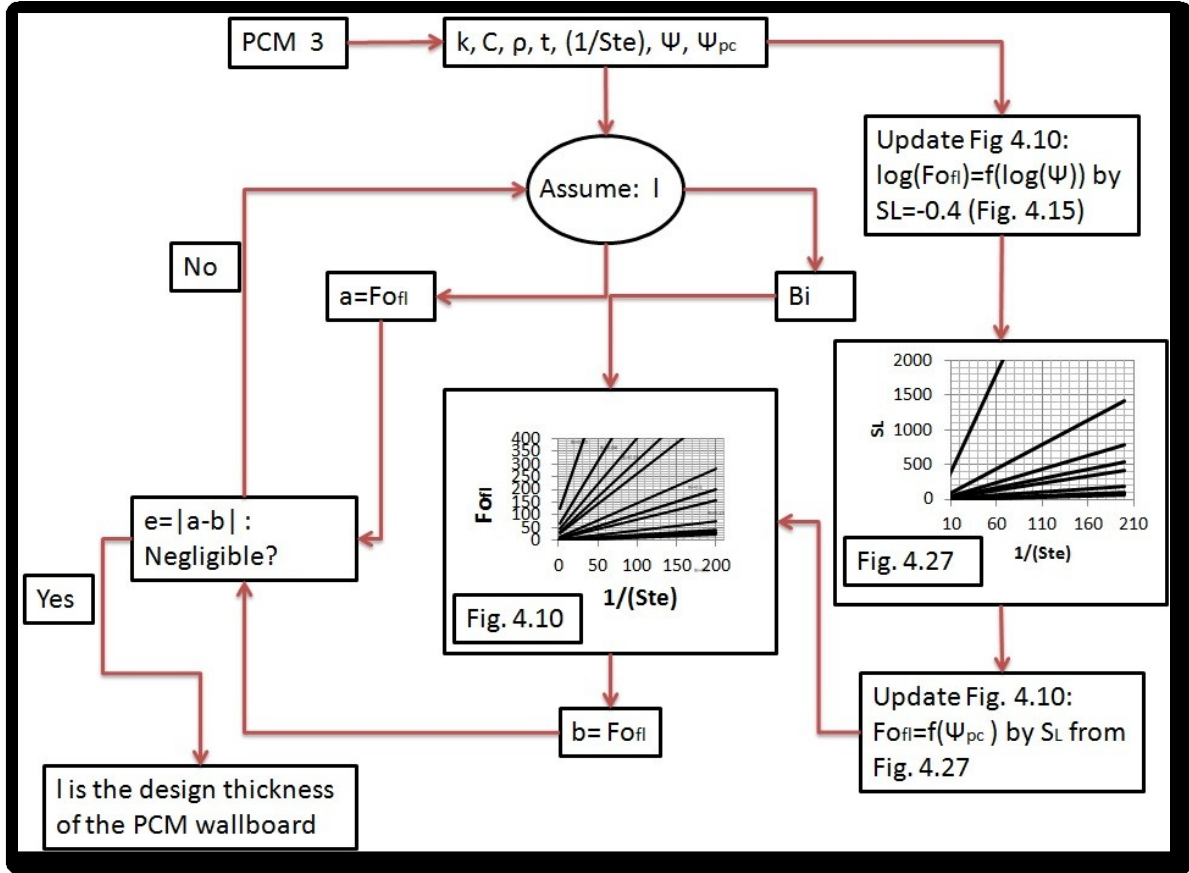 PCM 3
k, C, ρ, t, (1/Ste), Ψ, Ψpc
Update Fig 4.10:
log(Fofl)=f(log(Ψ)) by
SL=-0.4 (Fig. 4.15)
Assume: l
No
a=Fofl
Bi
SL
2000
1500
1000
500
0
10 60 110 160 210
1/(Ste)
Fig. 4.27
Fofl
400
350
300
250
200
150
100
50
0
0 50 100 150 200
1/(Ste)
Fig. 4.10
e=|a-b| :
Negligible?
Yes
b= Fofl
Update Fig. 4.10:
Fofl=f(Ψpc ) by SL from
Fig. 4.27
l is the design thickness
of the PCM wallboard